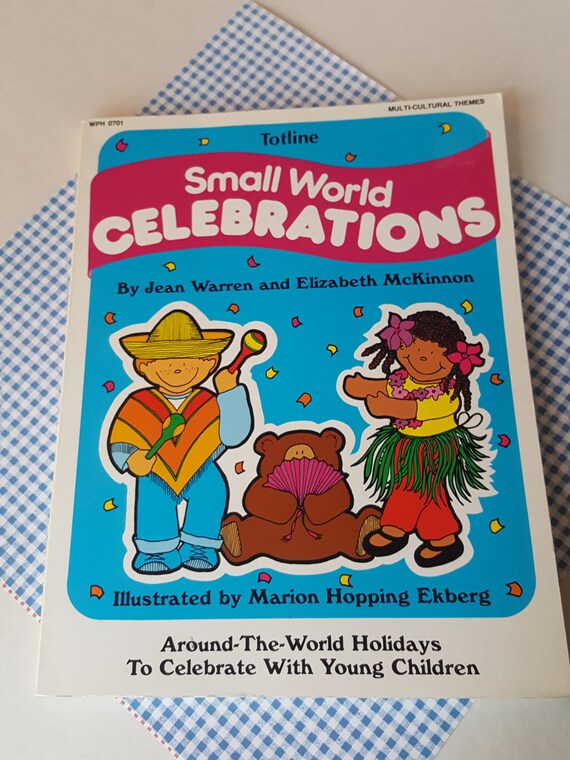 WPH 0701
MULTI-CULTURAL THEMES
Totline
Small World
CELEBRATIONS
By Jean Warren and Elizabeth McKinnon
Illustrated by Marion Hopping Ekberg
Around-The-World Holidays
To Celebrate With Young Children